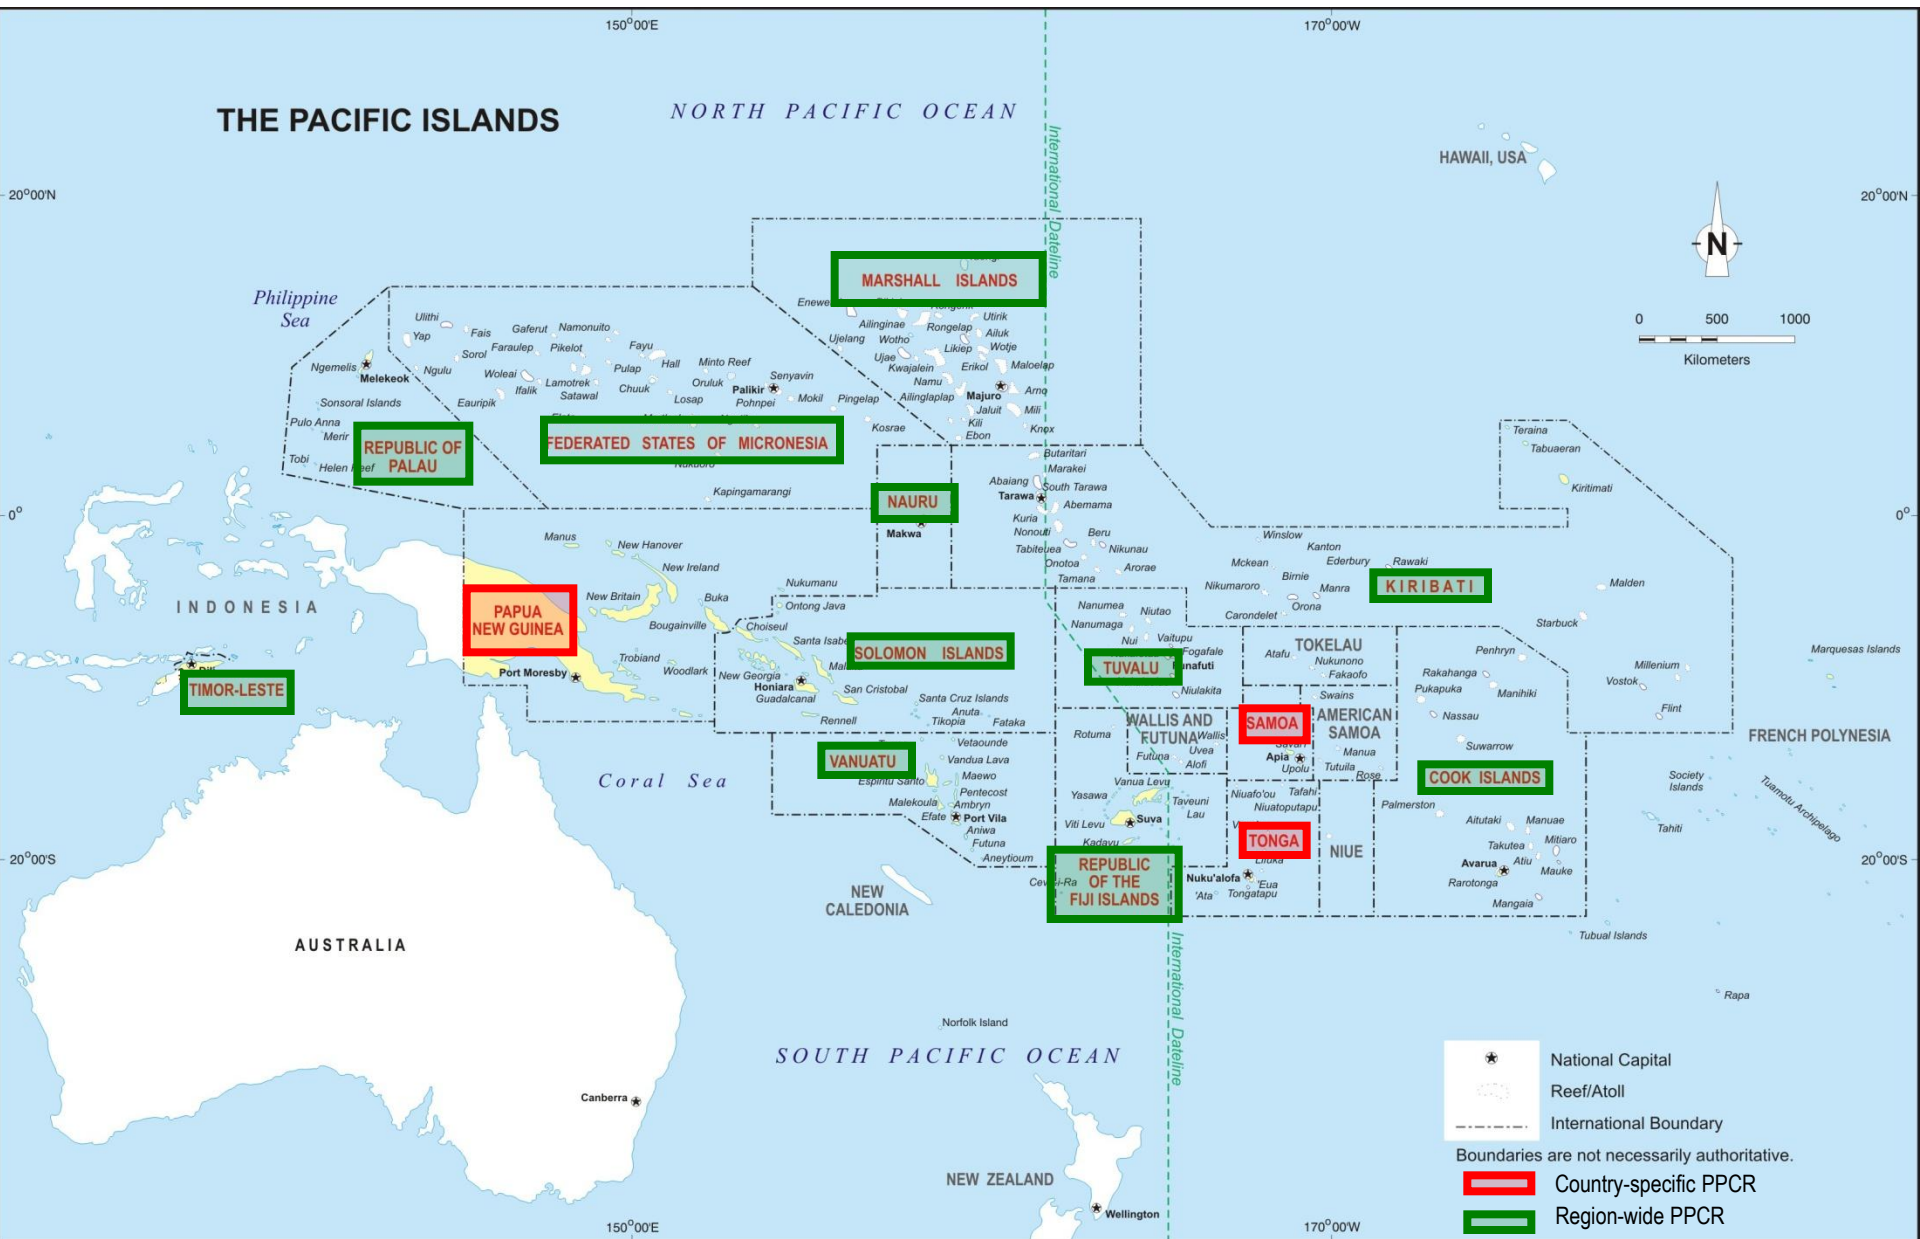 150°00'E
170°00'W
THE PACIFIC ISLANDS
NORTH PACIFIC OCEAN
International Dateline
HAWAII, USA
20°00'N
20°00'N
N
0 500 1000
Kilometers
Philippine
Sea
MARSHALL ISLANDS
Utirik
Ailinginae
Rongelap
Ailuk
Ujelang
Wotho
Likiep
Wotje
Ujae
Kwajalein
Erikol
Maloelap
Namu
Ailinglaplap
Majuro
Arno
Jaluit
Mili
Kili
Ebon
Knox
Ulithi
Yap
Fais
Gaferut
Namonuito
Sorol
Faraulep
Pikelot
Fayu
Hall
Minto Reef
Ngulu
Woleai
Ifalik
Lamotrek
Satawal
Pulap
Chuuk
Oruluk
Losap
Senyavin
Palikir
Pohnpei
Mokil
Pingelap
Eauripik
Kosrae
Ngemelis
Melekeok
Sonsoral Islands
Pulo Anna
Merir
Tobi
Helen Reef
REPUBLIC OF
PALAU
FEDERATED STATES OF MICRONESIA
Nukuoro
Kapingamarangi
NAURU
Makwa
Butaritari
Marakei
Abaiang
South Tarawa
Tarawa
Abemama
Kuria
Nonouti
Beru
Tabiteuea
Nikunau
Onotoa
Arorae
Tamana
Teraina
Tabuaeran
Kiritimati
0°
0°
Winslow
Kanton
Mckean
Ederbury
Rawaki
Birnie
Nikumaroro
Manra
Orona
Carondelet
KIRIBATI
Malden
Starbuck
Millenium
Vostok
Flint
Marquesas Islands
INDONESIA
Manus
New Hanover
New Ireland
New Britain
Buka
Bougainville
PAPUA
NEW GUINEA
Port Moresby
Trobiand
Woodlark
Nukumanu
Ontong Java
Choiseul
New Georgia
Honiara
Guadalcanal
San Cristobal
Rennell
SOLOMON ISLANDS
Santa Cruz Islands
Anuta
Tikopia
Fataka
TIMOR-LESTE
Nanumea
Niutao
Nanumaga
Nui
Vaitupu
Fogafale
TUVALU
Niulakita
TOKELAU
Atafu
Nukunono
Fakaofo
Swains
Penrhyn
Rakahanga
Pukapuka
Manihiki
Nassau
Suwarrow
Rotuma
WALLIS AND
FUTUNA
Wallis
Uvea
Futuna
Alofi
SAMOA
Savaii
Apia
Upolu
AMERICAN
SAMOA
Manua
Tutuila
Rose
COOK ISLANDS
FRENCH POLYNESIA
Society
Islands
Tuamotu Archipelago
Tahiti
Coral Sea
VANUATU
Vetaounde
Vandua Lava
Espiritu Santo
Maewo
Pentecost
Malekoula
Ambryn
Efate
Port Vila
Aniwa
Futuna
Aneytioum
Vanua Levu
Yasawa
Taveuni
Lau
Viti Levu
Suva
Kadavu
REPUBLIC
OF THE
FIJI ISLANDS
Niuafo'ou
Tafahi
Niuatoputapu
TONGA
Lifuka
Nuku'alofa
'Eua
'Ata
Tongatapu
NIUE
Palmerston
Aitutaki
Manuae
Mitiaro
Takutea
Avarua
Atiu
Mauke
Rarotonga
Mangaia
20°00'S
20°00'S
NEW
CALEDONIA
AUSTRALIA
Tubual Islands
Rapa
International Dateline
Norfolk Island
SOUTH PACIFIC OCEAN
Canberra
NEW ZEALAND
Wellington
National Capital
Reef/Atoll
International Boundary
Boundaries are not necessarily authoritative.
Country-specific PPCR
Region-wide PPCR
150°00'E
170°00'W